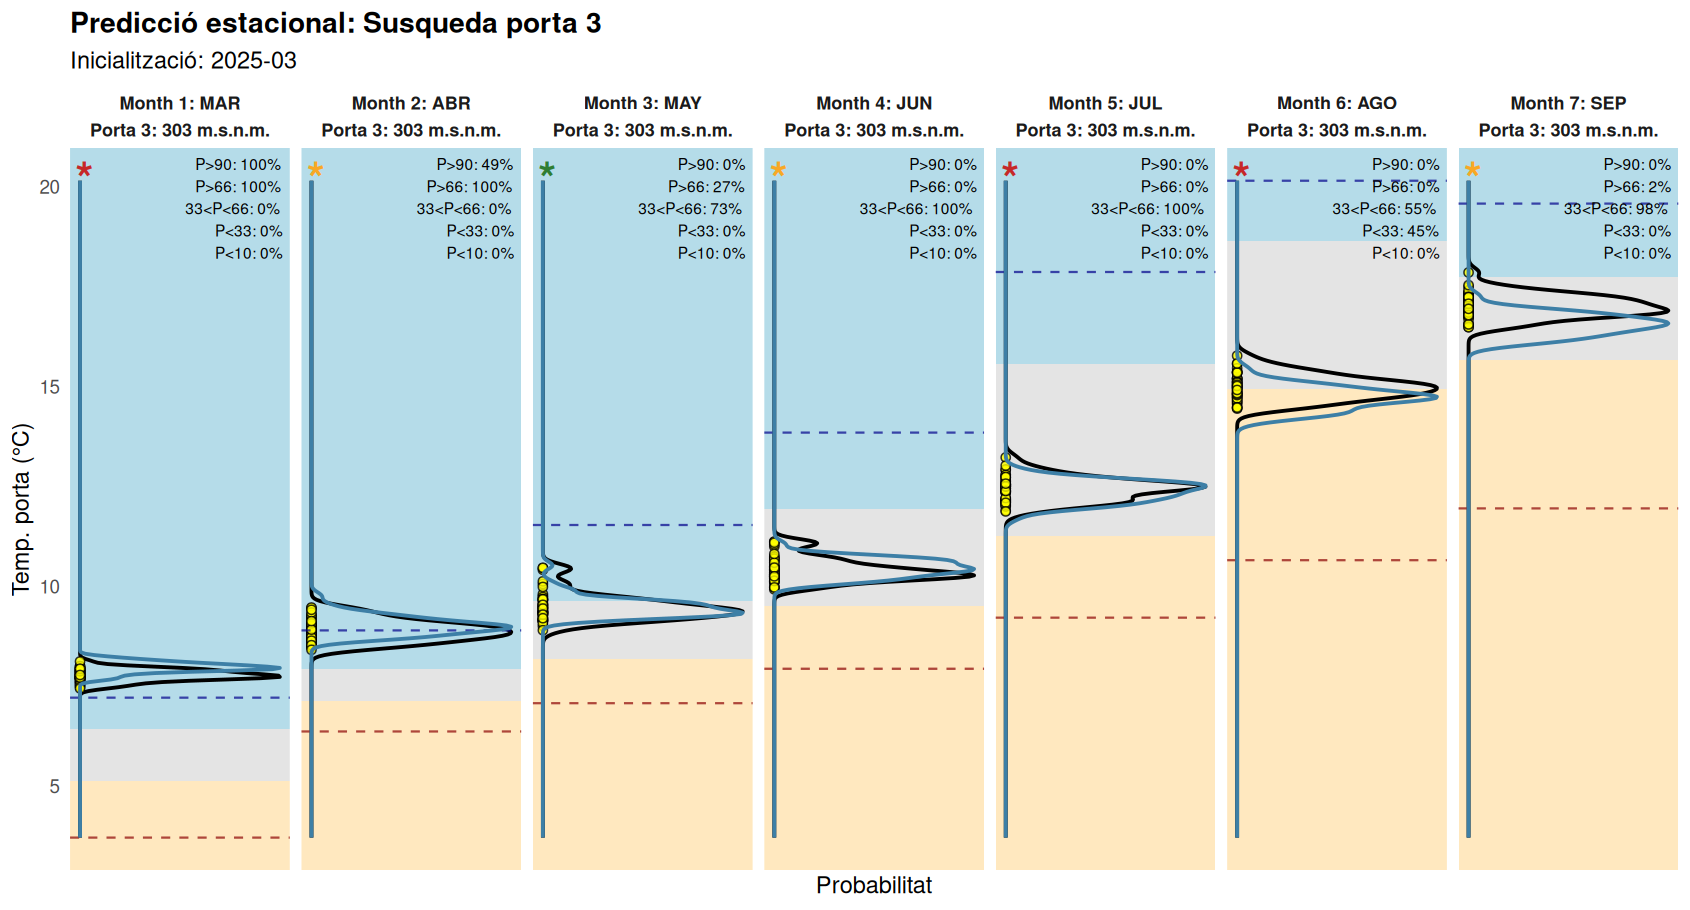 Predicció estacional: Susqueda porta 3
Inicialització: 2025-03
Month 1: MAR
Porta 3: 303 m.s.n.m.
Month 2: ABR
Porta 3: 303 m.s.n.m.
Month 3: MAY
Porta 3: 303 m.s.n.m.
Month 4: JUN
Porta 3: 303 m.s.n.m.
Month 5: JUL
Porta 3: 303 m.s.n.m.
Month 6: AGO
Porta 3: 303 m.s.n.m.
Month 7: SEP
Porta 3: 303 m.s.n.m.
*
P>90: 100%
P>66: 100%
33<P<66: 0%
P<33: 0%
P<10: 0%
*
P>90: 49%
P>66: 100%
33<P<66: 0%
P<33: 0%
P<10: 0%
*
P>90: 0%
P>66: 27%
33<P<66: 73%
P<33: 0%
P<10: 0%
*
P>90: 0%
P>66: 0%
33<P<66: 100%
P<33: 0%
P<10: 0%
*
P>90: 0%
P>66: 0%
33<P<66: 100%
P<33: 0%
P<10: 0%
*
P>90: 0%
P>66: 0%
33<P<66: 55%
P<33: 45%
P<10: 0%
*
P>90: 0%
P>66: 2%
33<P<66: 98%
P<33: 0%
P<10: 0%
20
15
10
5
Temp. porta (°C)
Probabilitat